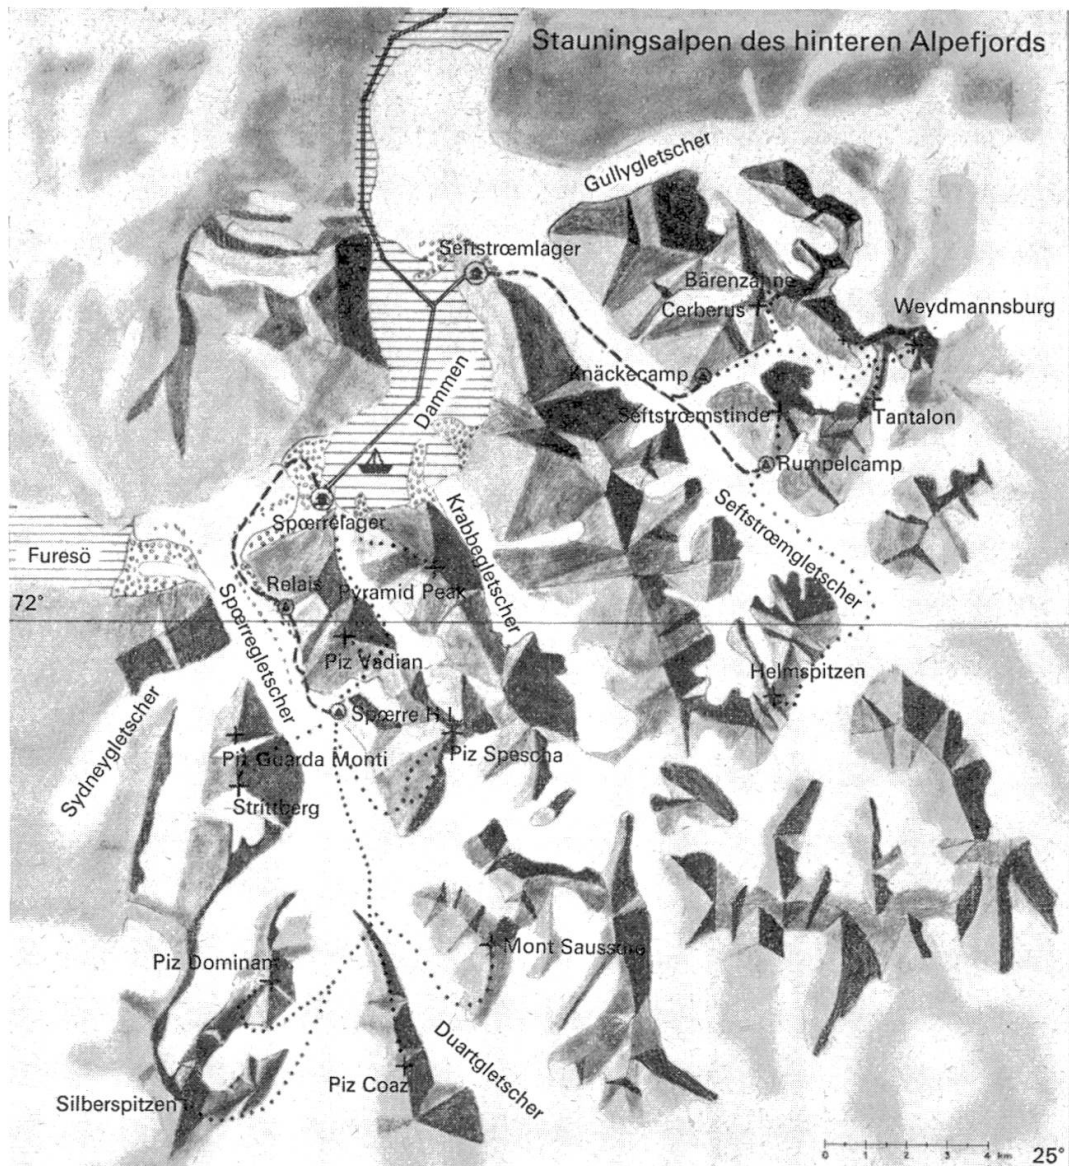 Stauningsalpen des hinteren Alpefjords
Gullygletscher
Seftstrœmlager
Bärenzähne
Cerberus
Weydmannsburg
Knäckecamp
Seftstrœmstinde
Tantalon
Dammen
Rumpelcamp
Spœrrelager
Krabbegletscher
Seftstrœmgletscher
Furesö
Relais
Pyramid Peak
72°
Spœrregletscher
Piz Vadian
Helmspitzen
Sydneygletscher
Spœrre H.L.
Piz Guarda Monti
Piz Spescha
Strittberg
Mont Saussure
Piz Dominant
Duartgletscher
Piz Coaz
Silberspitzen
0 1 2 3 4 km
25°